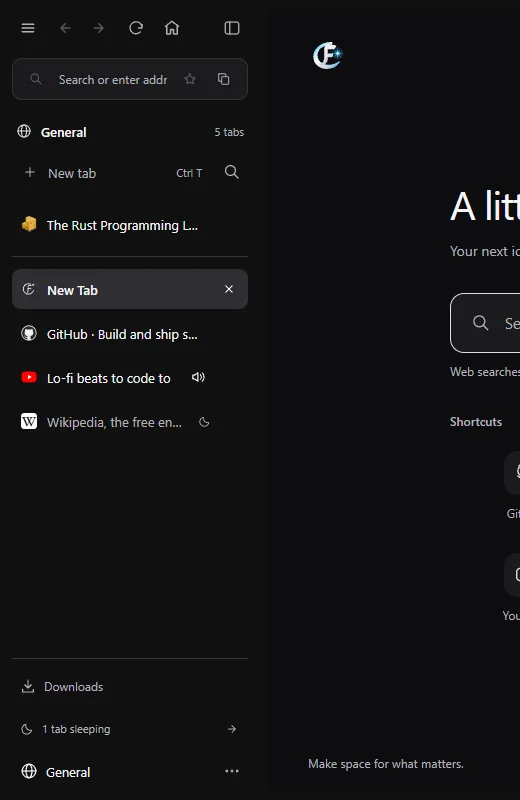 Search or enter addr
General 5 tabs
New tab Ctrl T
The Rust Programming L...
New Tab
GitHub · Build and ship s...
Lo-fi beats to code to
Wikipedia, the free en...
Downloads
1 tab sleeping
General
A litt
Your next ic
Se
Web searches
Shortcuts
Git
You
Make space for what matters.